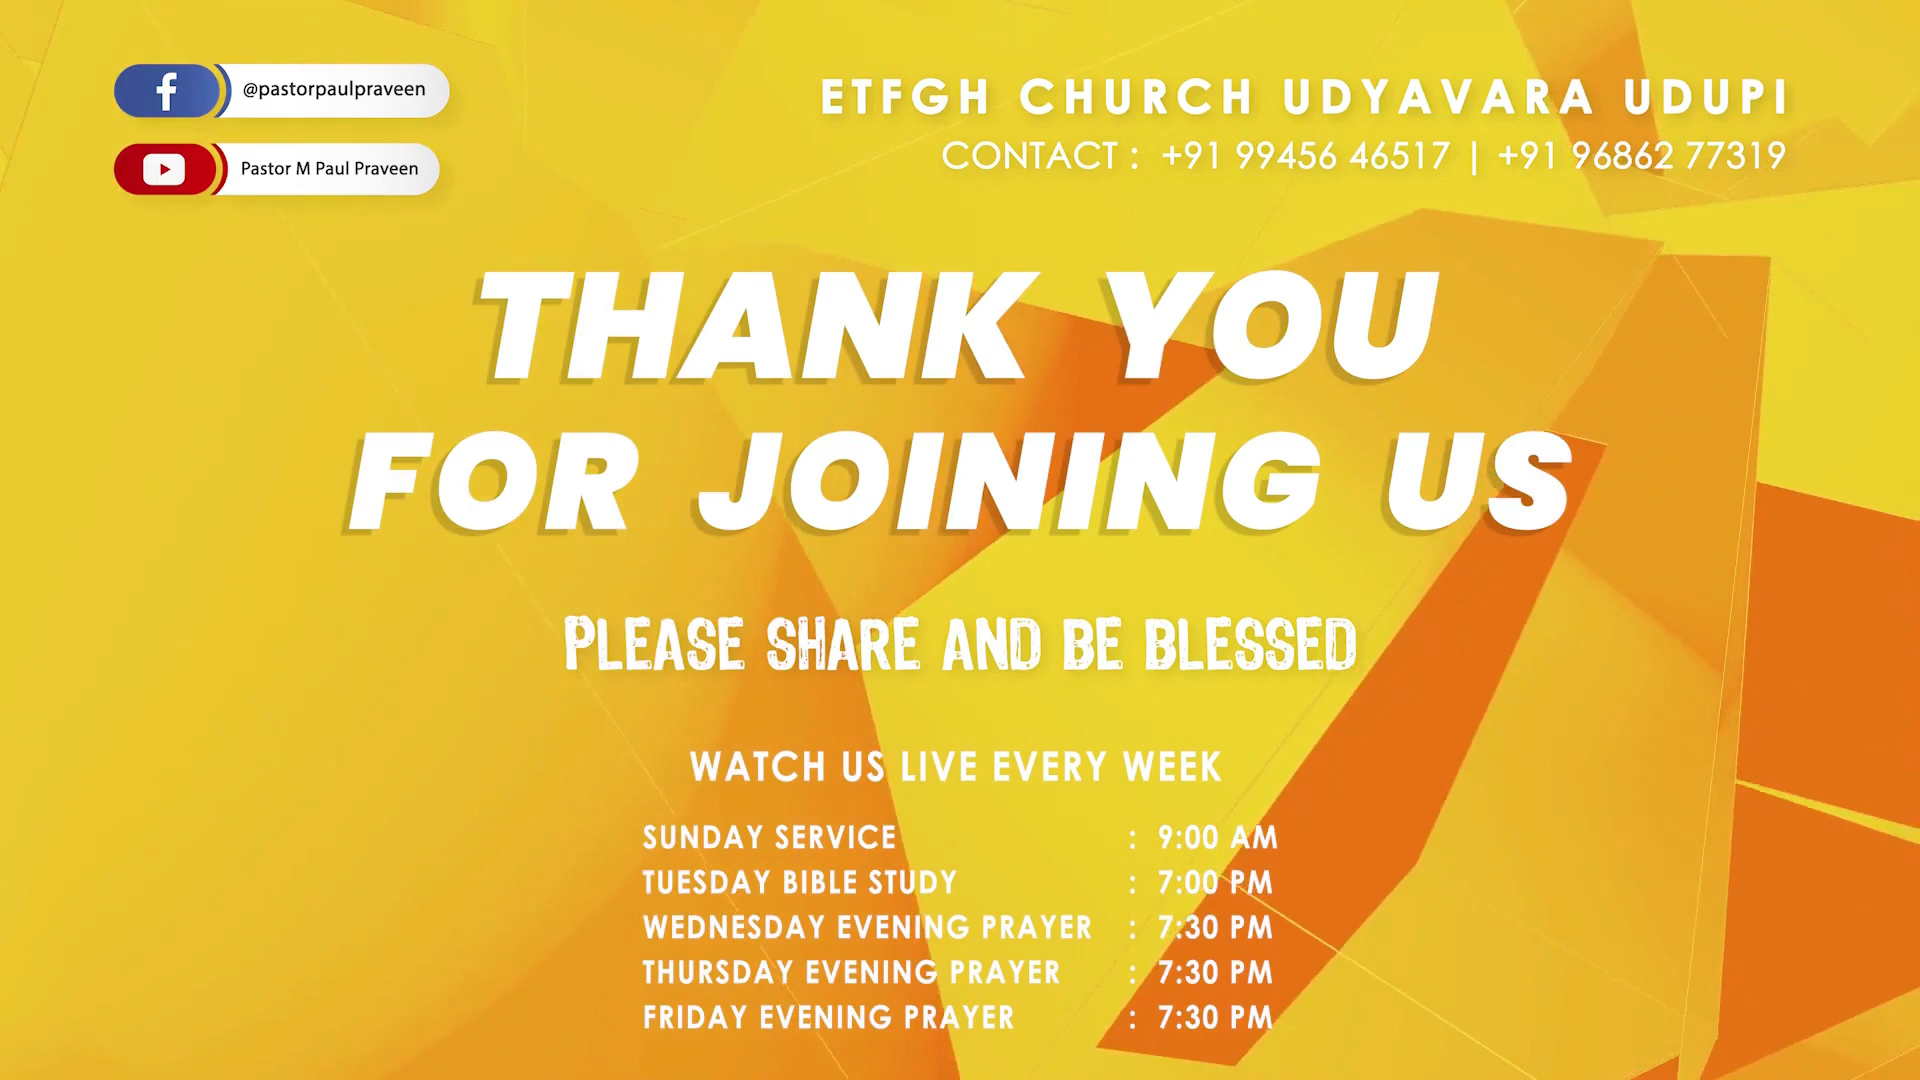 @pastorpaulpraveen
Pastor M Paul Praveen
ETFGH CHURCH UDYAVARA UDUPI
CONTACT : +91 99456 46517 | +91 96862 77319
THANK YOU
FOR JOINING US
PLEASE SHARE AND BE BLESSED
WATCH US LIVE EVERY WEEK
SUNDAY SERVICE : 9:00 AM
TUESDAY BIBLE STUDY : 7:00 PM
WEDNESDAY EVENING PRAYER : 7:30 PM
THURSDAY EVENING PRAYER : 7:30 PM
FRIDAY EVENING PRAYER : 7:30 PM